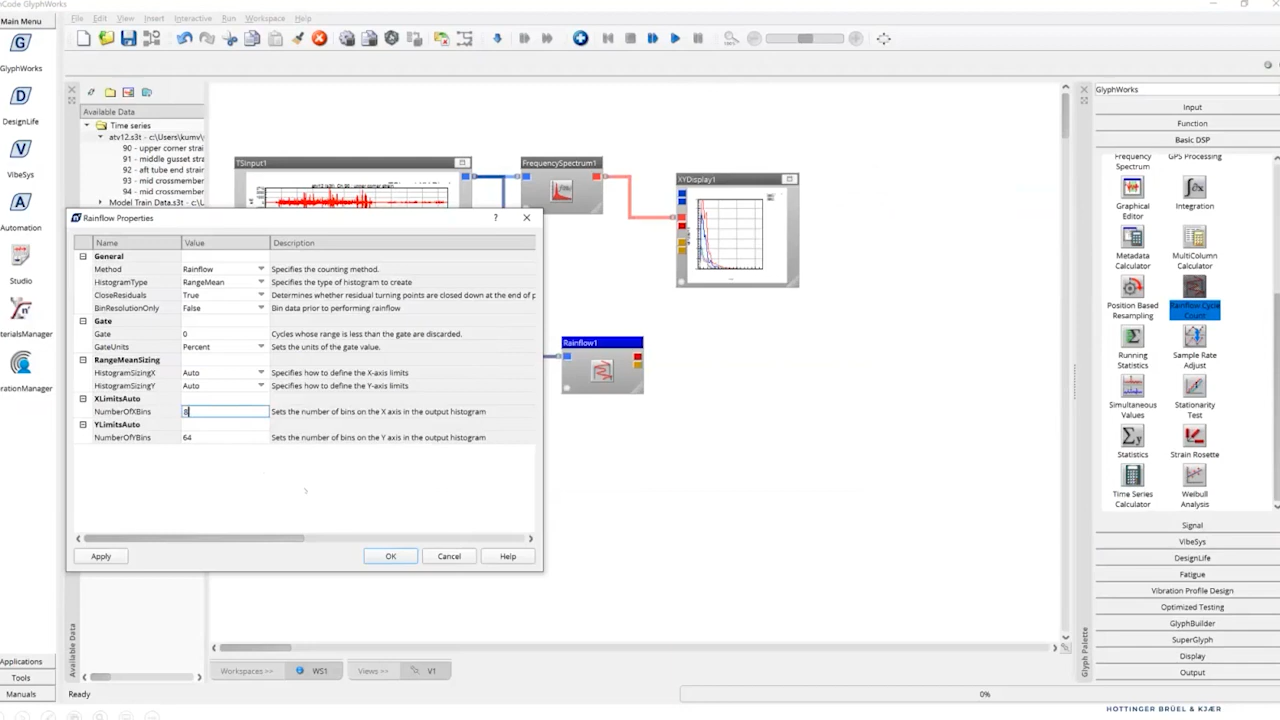 nCode GlyphWorks
Main Menu
File Edit View Insert Interactive Run Workspace Help
GlyphWorks
DesignLife
VibeSys
Automation
Studio
Applications
Tools
Manuals
Available Data
Time series
atv12.s3t - c:\Users\kumv\
90 - upper corner strai
91 - middle gusset stra
92 - aft tube end strain
93 - mid crossmember
94 - mid crossmember
Model Train Data.s3t - c:\
Available Data
TSInput1
FrequencySpectrum1
XYDisplay1
Rainflow1
Rainflow Properties
? ×
Name Value Description
General
Method Rainflow Specifies the counting method.
HistogramType RangeMean Specifies the type of histogram to create
CloseResiduals True Determines whether residual turning points are closed down at the end of p
BinResolutionOnly False Bin data prior to performing rainflow
Gate
Gate 0 Cycles whose range is less than the gate are discarded.
GateUnits Percent Sets the units of the gate value.
RangeMeanSizing
HistogramSizingX Auto Specifies how to define the X-axis limits
HistogramSizingY Auto Specifies how to define the Y-axis limits
XLimitsAuto
NumberOfXBins 8 Sets the number of bins on the X axis in the output histogram
YLimitsAuto
NumberOfYBins 64 Sets the number of bins on the Y axis in the output histogram
Apply OK Cancel Help
Workspaces >> WS1 Views >> V1
Ready
0%
Glyph Palette
GlyphWorks
Input
Function
Basic DSP
Frequency Spectrum
GPS Processing
Graphical Editor
Integration
Metadata Calculator
MultiColumn Calculator
Position Based Resampling
Rainflow Cycle Count
Running Statistics
Sample Rate Adjust
Simultaneous Values
Stationarity Test
Statistics
Strain Rosette
Time Series Calculator
Weibull Analysis
Signal
VibeSys
DesignLife
Fatigue
Vibration Profile Design
Optimized Testing
GlyphBuilder
SuperGlyph
Display
Output
HOTTINGER BRÜEL & KJÆR